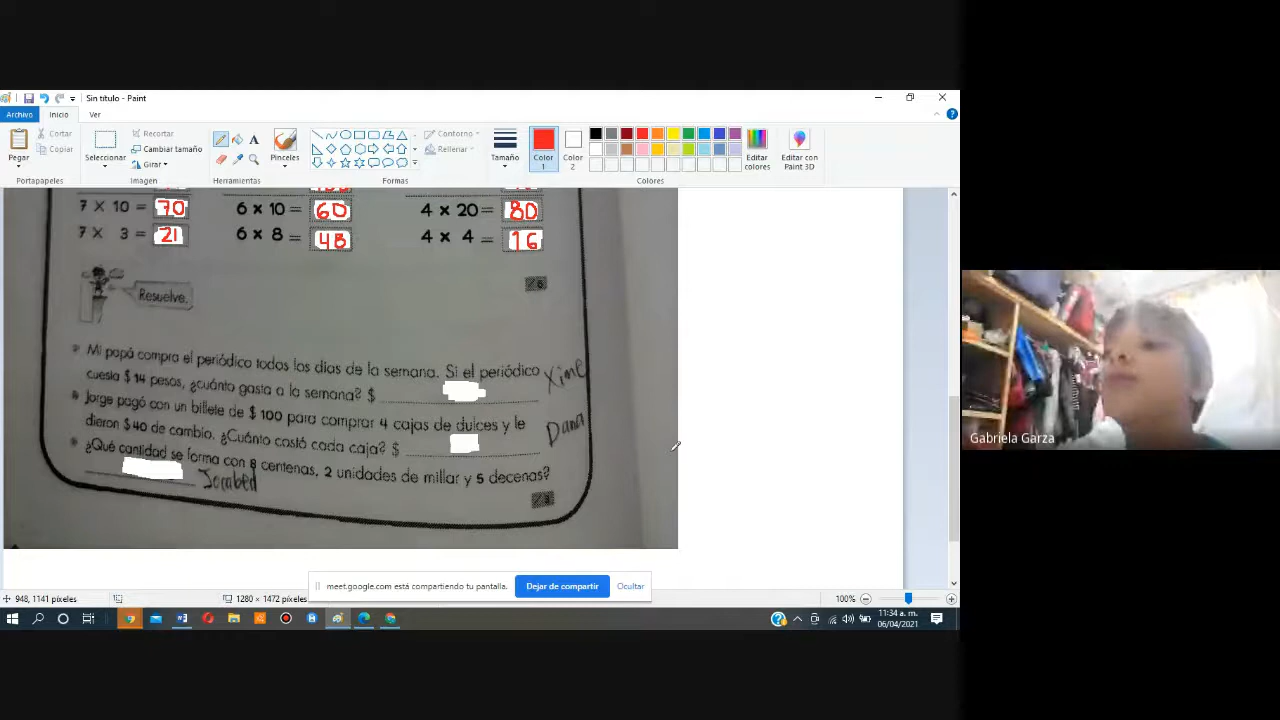 Sin título - Paint
Archivo Inicio Ver
Pegar
Cortar
Copiar
Portapapeles
Seleccionar
Recortar
Cambiar tamaño
Girar
Imagen
A
Herramientas
Pinceles
Formas
Contorno
Rellenar
Tamaño
Color 1
Color 2
Editar colores
Editar con Paint 3D
Colores
7 X 10 = 70 6 x 10 = 60 4 x 20 = 80
7 X 3 = 21 6 x 8 = 48 4 x 4 = 16
Resuelve.
Mi papá compra el periódico todos los días de la semana. Si el periódico
cuesta $ 14 pesos, ¿cuánto gasta a la semana? $ Xime
Jorge pagó con un billete de $ 100 para comprar 4 cajas de dulces y le
dieron $ 40 de cambio. ¿Cuánto costó cada caja? $ Dana
¿Qué cantidad se forma con 8 centenas, 2 unidades de millar y 5 decenas?
meet.google.com está compartiendo tu pantalla. Dejar de compartir Ocultar
948, 1141 píxeles 1280 × 1472 píxeles 100%
11:34 a. m.
06/04/2021
Gabriela Garza